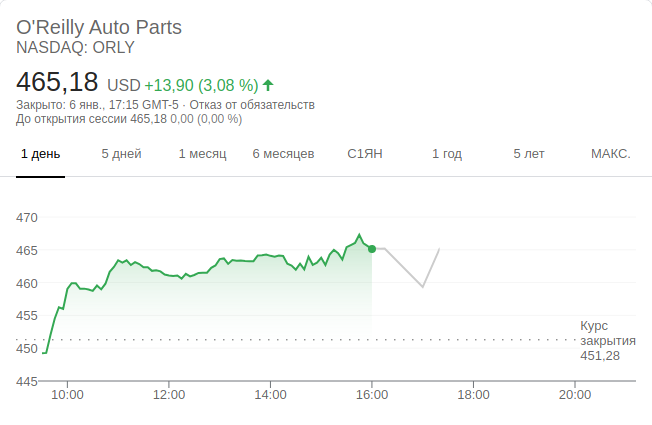 O'Reilly Auto Parts
NASDAQ: ORLY
465,18 USD +13,90 (3,08 %)
Закрыто: 6 янв., 17:15 GMT-5 · Отказ от обязательств
До открытия сессии 465,18 0,00 (0,00 %)
1 день 5 дней 1 месяц 6 месяцев С1ЯН 1 год 5 лет МАКС.
470
465
460
455
450
445
Курс
закрытия
451,28
10:00 12:00 14:00 16:00 18:00 20:00